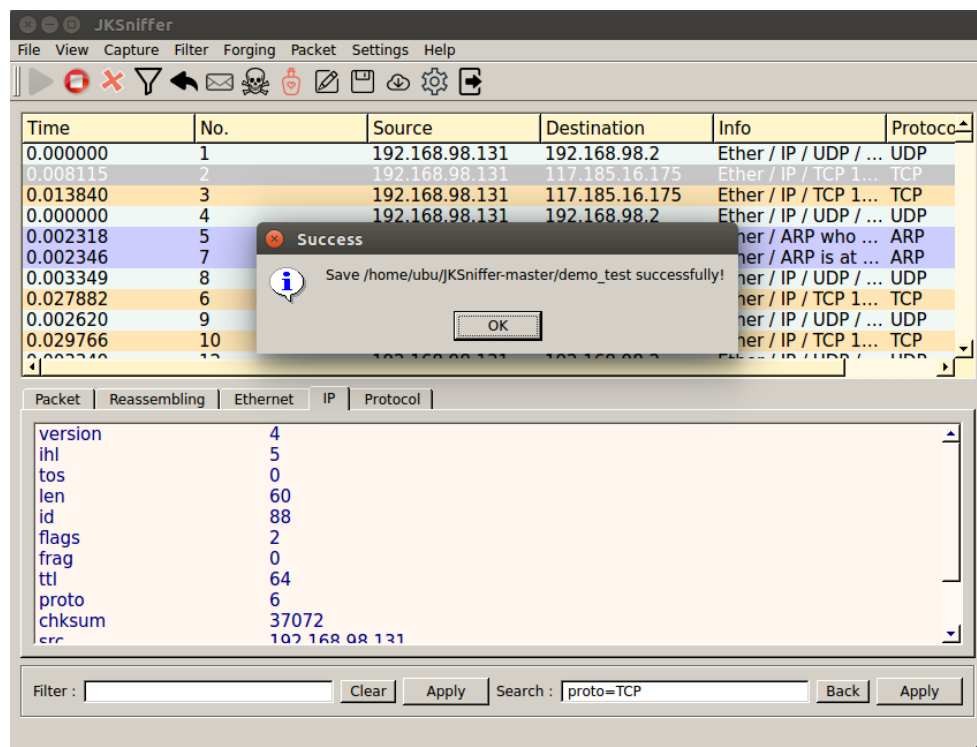 JKSniffer
File View Capture Filter Forging Packet Settings Help
Time No. Source Destination Info Protoco
0.000000 1 192.168.98.131 192.168.98.2 Ether / IP / UDP / ... UDP
0.008115 2 192.168.98.131 117.185.16.175 Ether / IP / TCP 1... TCP
0.013840 3 192.168.98.131 117.185.16.175 Ether / IP / TCP 1... TCP
0.000000 4 192.168.98.131 192.168.98.2 Ether / IP / UDP / ... UDP
0.002318 5 her / ARP who ... ARP
0.002346 7 her / ARP is at ... ARP
0.003349 8 her / IP / UDP / ... UDP
0.027882 6 her / IP / TCP 1... TCP
0.002620 9 her / IP / UDP / ... UDP
0.029766 10 her / IP / TCP 1... TCP
Success
Save /home/ubu/JKSniffer-master/demo_test successfully!
OK
Packet Reassembling Ethernet IP Protocol
version 4
ihl 5
tos 0
len 60
id 88
flags 2
frag 0
ttl 64
proto 6
chksum 37072
src 192.168.98.131
Filter : Clear Apply Search : proto=TCP Back Apply